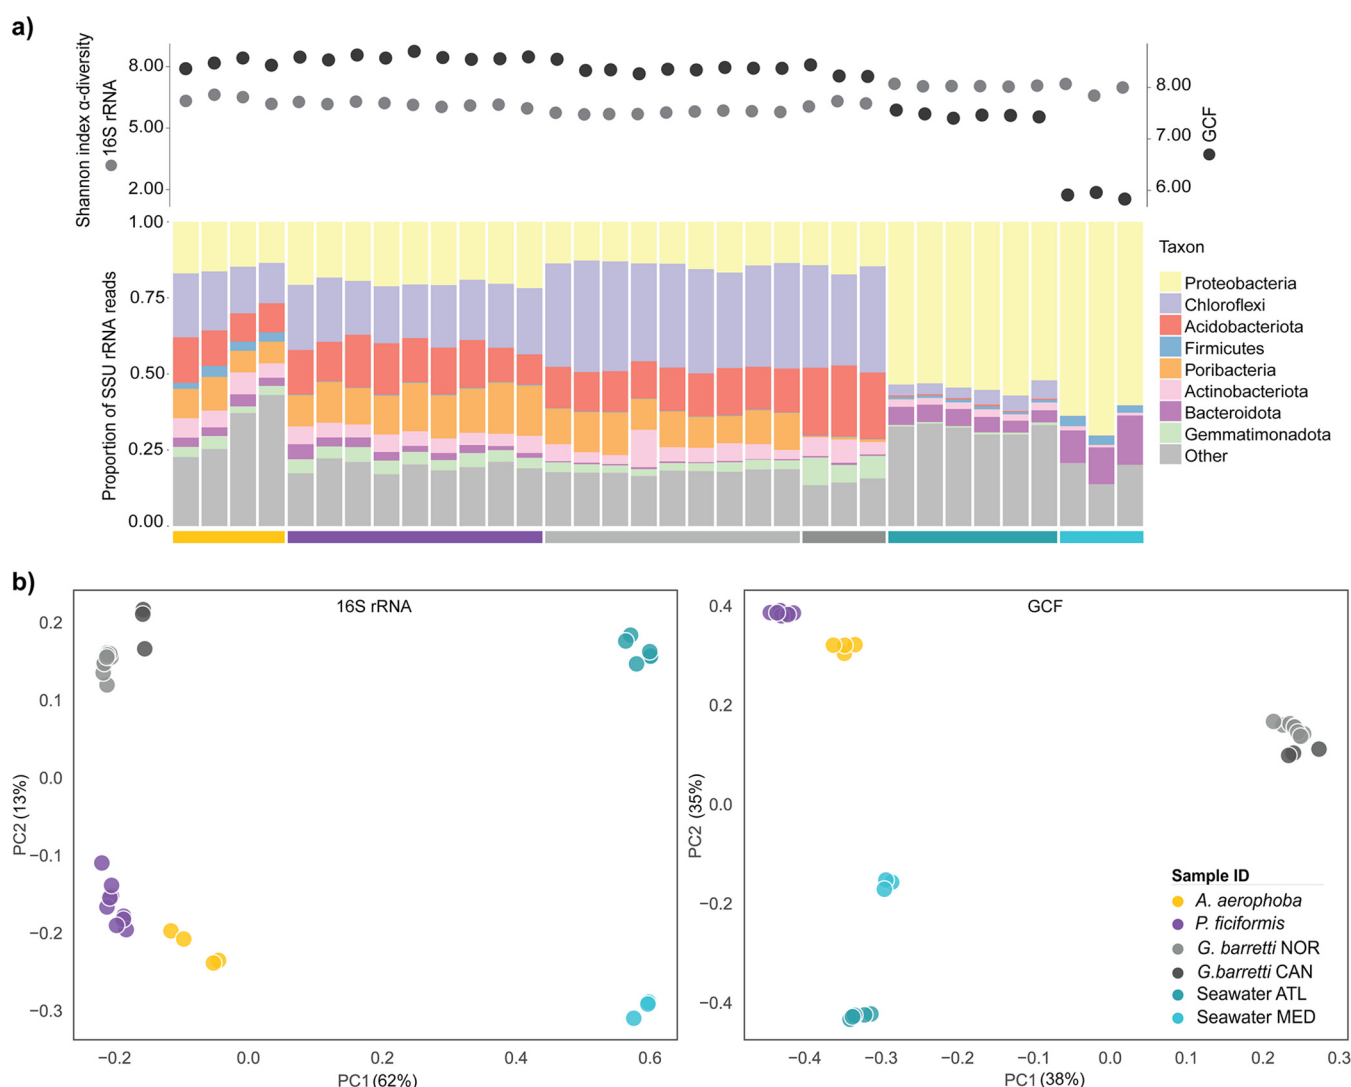 a)
Shannon index α-diversity
16S rRNA
8.00
5.00
2.00
8.00
7.00
6.00
GCF
Proportion of SSU rRNA reads
1.00
0.75
0.50
0.25
0.00
Taxon
Proteobacteria
Chloroflexi
Acidobacteriota
Firmicutes
Poribacteria
Actinobacteriota
Bacteroidota
Gemmatimonadota
Other
b)
16S rRNA
PC2 (13%)
0.2
0.1
0.0
−0.1
−0.2
−0.3
−0.2 0.0 0.2 0.4 0.6
PC1 (62%)
GCF
PC2 (35%)
0.4
0.2
0.0
−0.2
−0.4
−0.4 −0.3 −0.2 −0.1 0.0 0.1 0.2 0.3
PC1 (38%)
Sample ID
A. aerophoba
P. ficiformis
G. barretti NOR
G.barretti CAN
Seawater ATL
Seawater MED